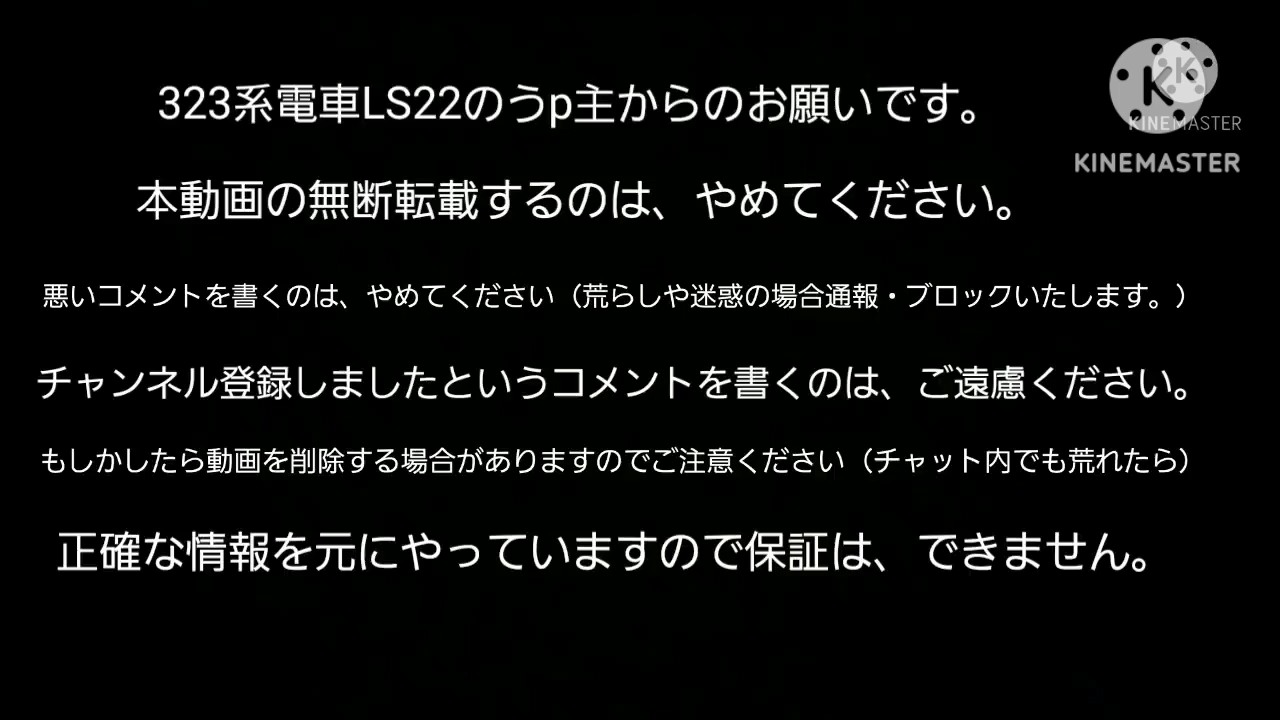 323系電車LS22のうp主からのお願いです。
KINEMASTER
KINEMASTER
本動画の無断転載するのは、やめてください。
悪いコメントを書くのは、やめてください（荒らしや迷惑の場合通報・ブロックいたします。）
チャンネル登録しましたというコメントを書くのは、ご遠慮ください。
もしかしたら動画を削除する場合がありますのでご注意ください（チャット内でも荒れたら）
正確な情報を元にやっていますので保証は、できません。